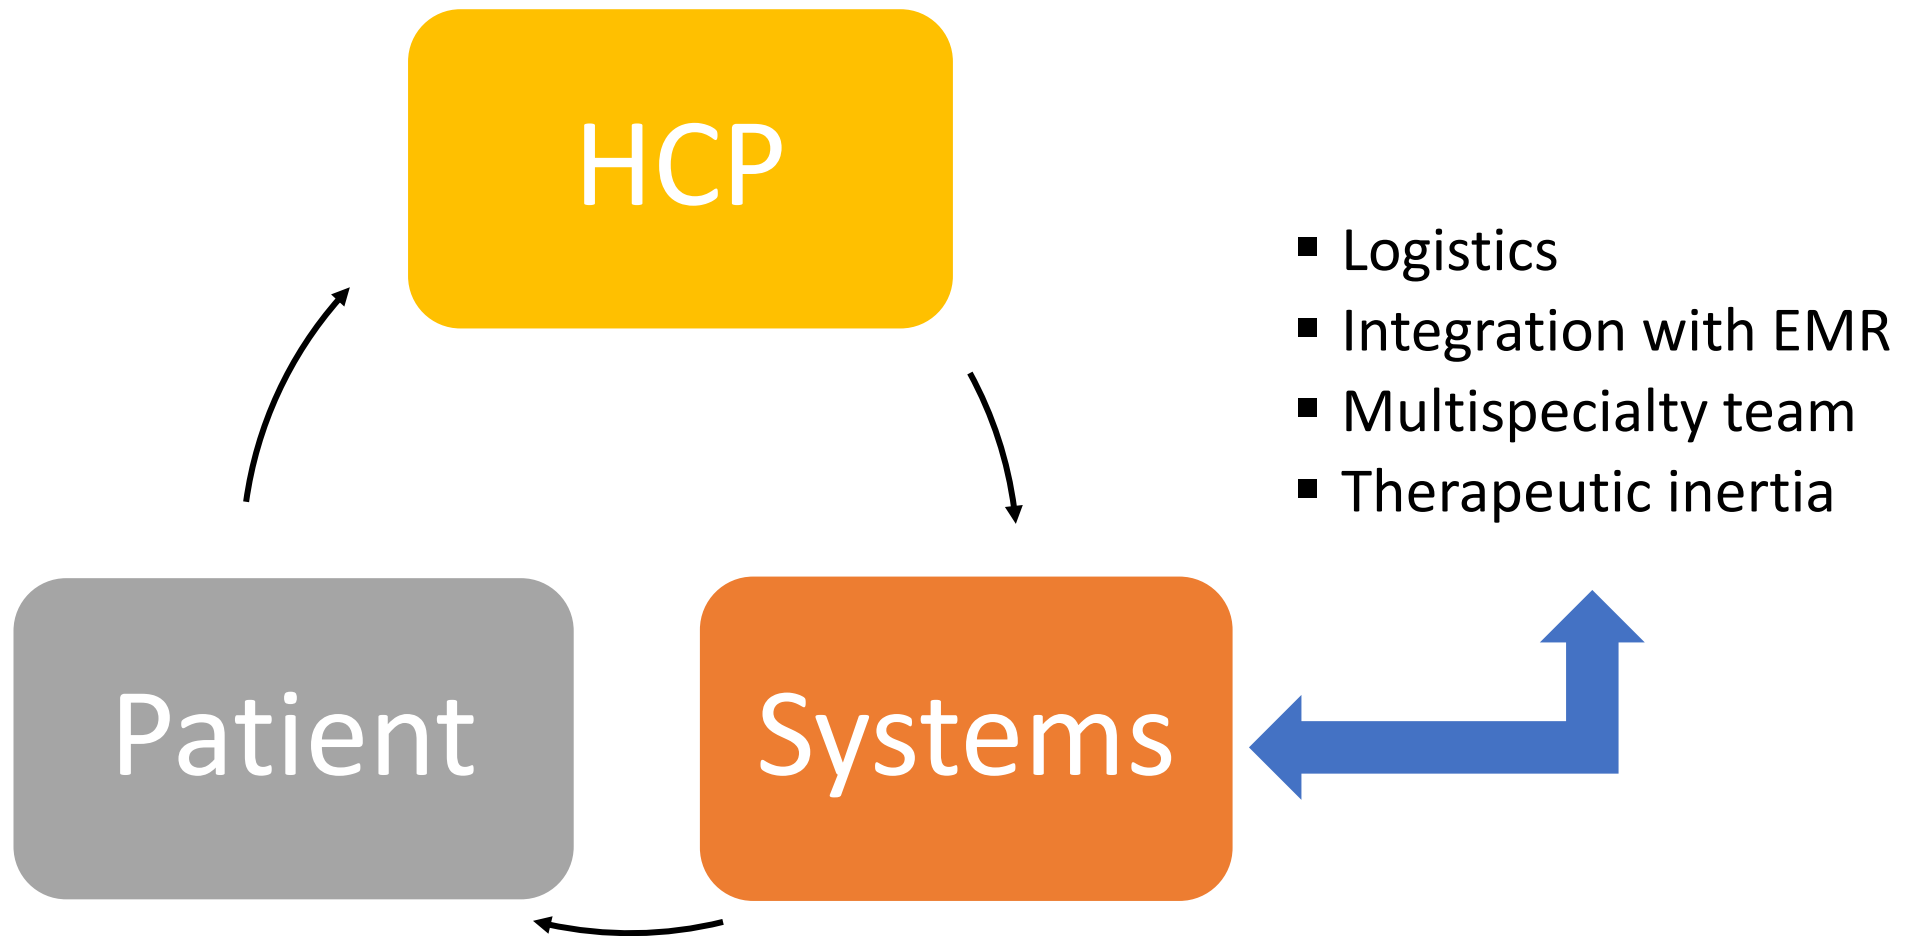 HCP
▪ Logistics
▪ Integration with EMR
▪ Multispecialty team
▪ Therapeutic inertia
Patient
Systems